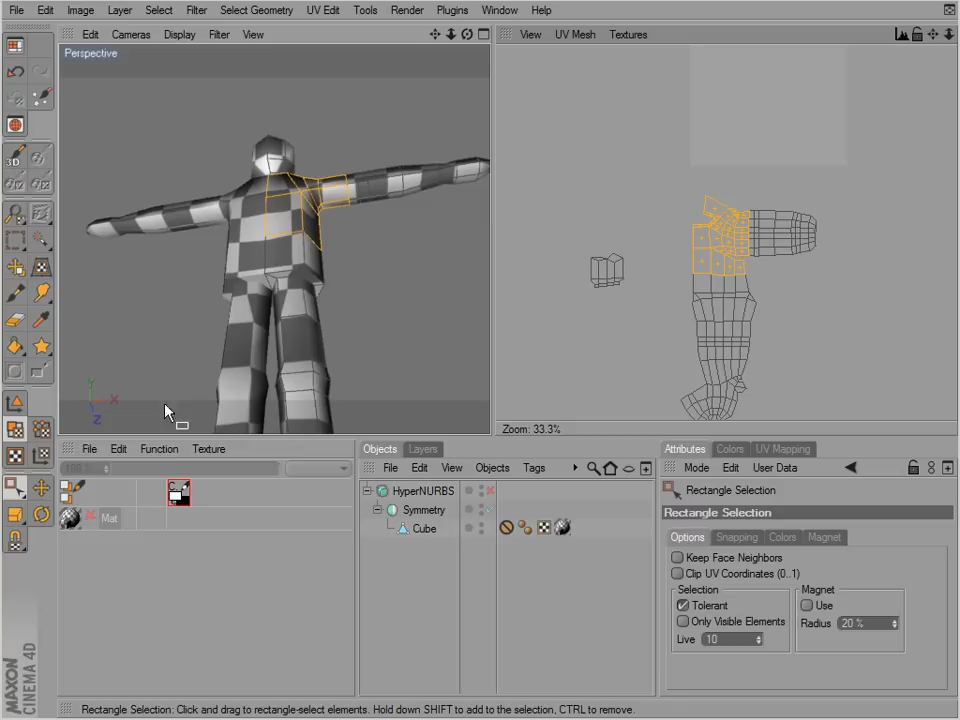 File Edit Image Layer Select Filter Select Geometry UV Edit Tools Render Plugins Window Help
Edit Cameras Display Filter View
View UV Mesh Textures
Perspective
3D
Y
X
Z
Zoom: 33.3%
File Edit Function Texture
Objects Layers
Attributes Colors UV Mapping
File Edit View Objects Tags
Mode Edit User Data
HyperNURBS
Rectangle Selection
Mat
Symmetry
Rectangle Selection
Cube
Options Snapping Colors Magnet
Keep Face Neighbors
Clip UV Coordinates (0..1)
Selection
Magnet
Tolerant
Use
Only Visible Elements
Radius 20 %
Live 10
MAXON
CINEMA 4D
Rectangle Selection: Click and drag to rectangle-select elements. Hold down SHIFT to add to the selection, CTRL to remove.